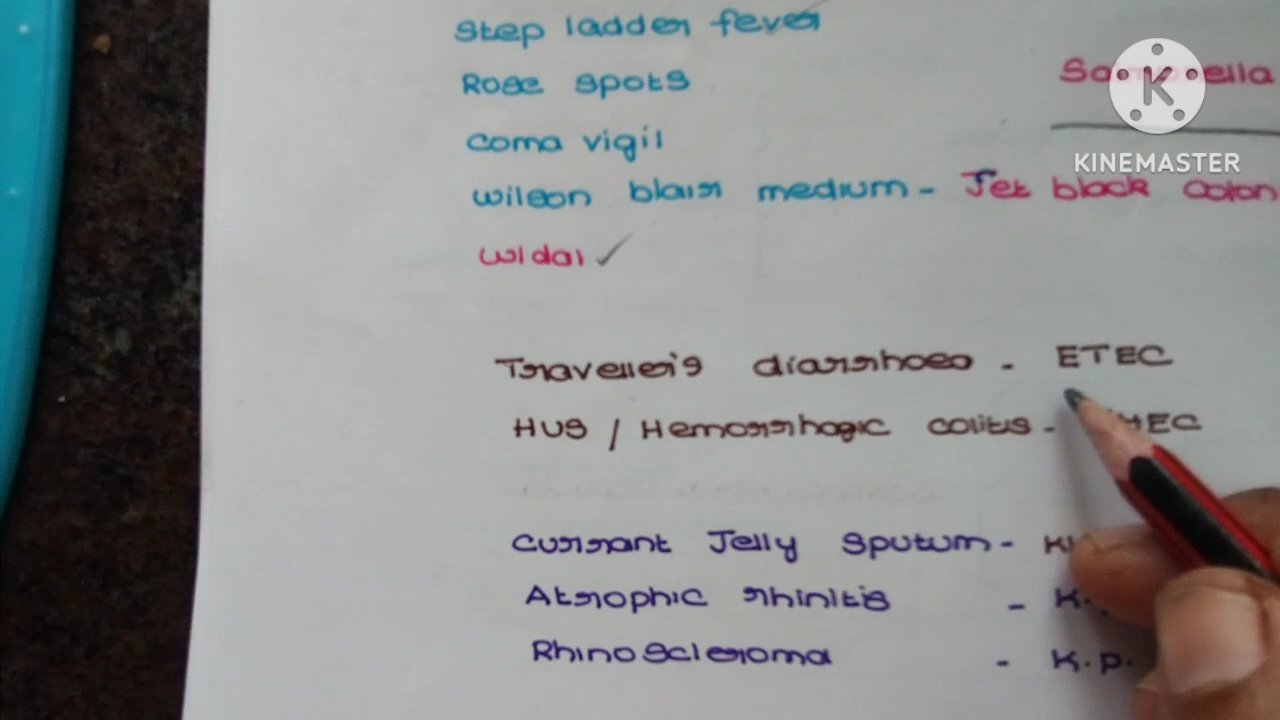 Step ladder fever
Rose spots
Coma vigil
Wilson blair medium - Jet black
Widal ✓
KINEMASTER
Traveller's diarrhoea - ETEC
HUS / Hemorrhagic colitis -
Currant Jelly Sputum -
Atrophic rhinitis - K.
Rhinoscleroma - K.p.